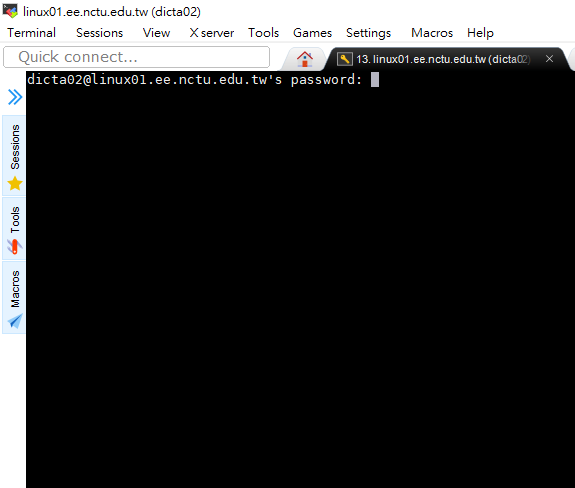 linux01.ee.nctu.edu.tw (dicta02)
Terminal Sessions View X server Tools Games Settings Macros Help
Quick connect... 13. linux01.ee.nctu.edu.tw (dicta02)
dicta02@linux01.ee.nctu.edu.tw's password:
Sessions
Tools
Macros